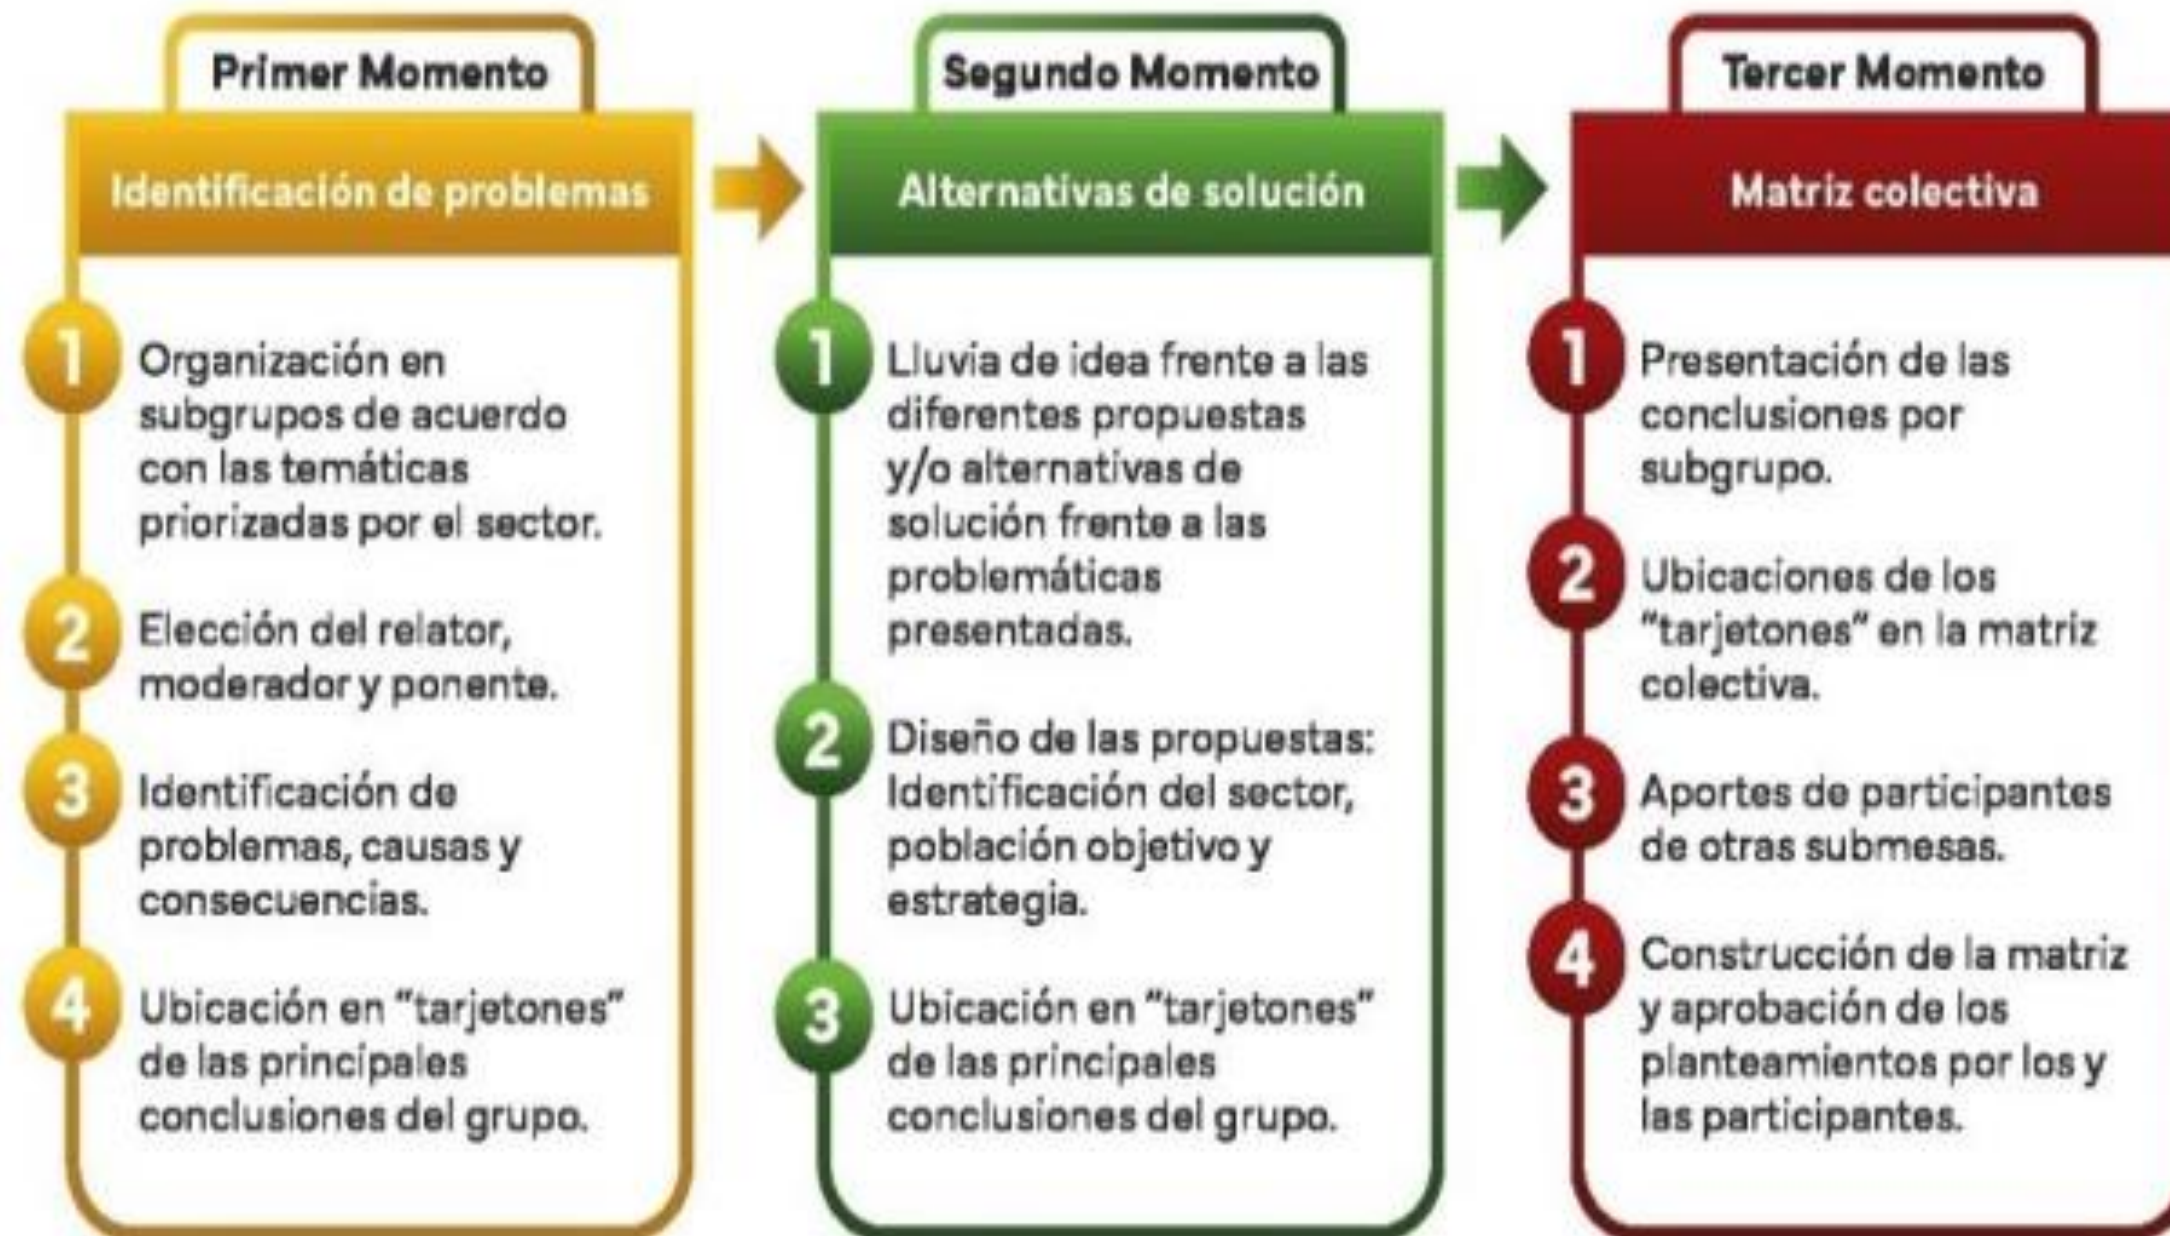 Primer Momento
Identificación de problemas
1
Organización en
subgrupos de acuerdo
con las temáticas
priorizadas por el sector.
2
Elección del relator,
moderador y ponente.
3
Identificación de
problemas, causas y
consecuencias.
4
Ubicación en “tarjetones”
de las principales
conclusiones del grupo.
Segundo Momento
Alternativas de solución
1
Lluvia de idea frente a las
diferentes propuestas
y/o alternativas de
solución frente a las
problemáticas
presentadas.
2
Diseño de las propuestas:
Identificación del sector,
población objetivo y
estrategia.
3
Ubicación en “tarjetones”
de las principales
conclusiones del grupo.
Tercer Momento
Matriz colectiva
1
Presentación de las
conclusiones por
subgrupo.
2
Ubicaciones de los
“tarjetones” en la matriz
colectiva.
3
Aportes de participantes
de otras submesas.
4
Construcción de la matriz
y aprobación de los
planteamientos por los y
las participantes.